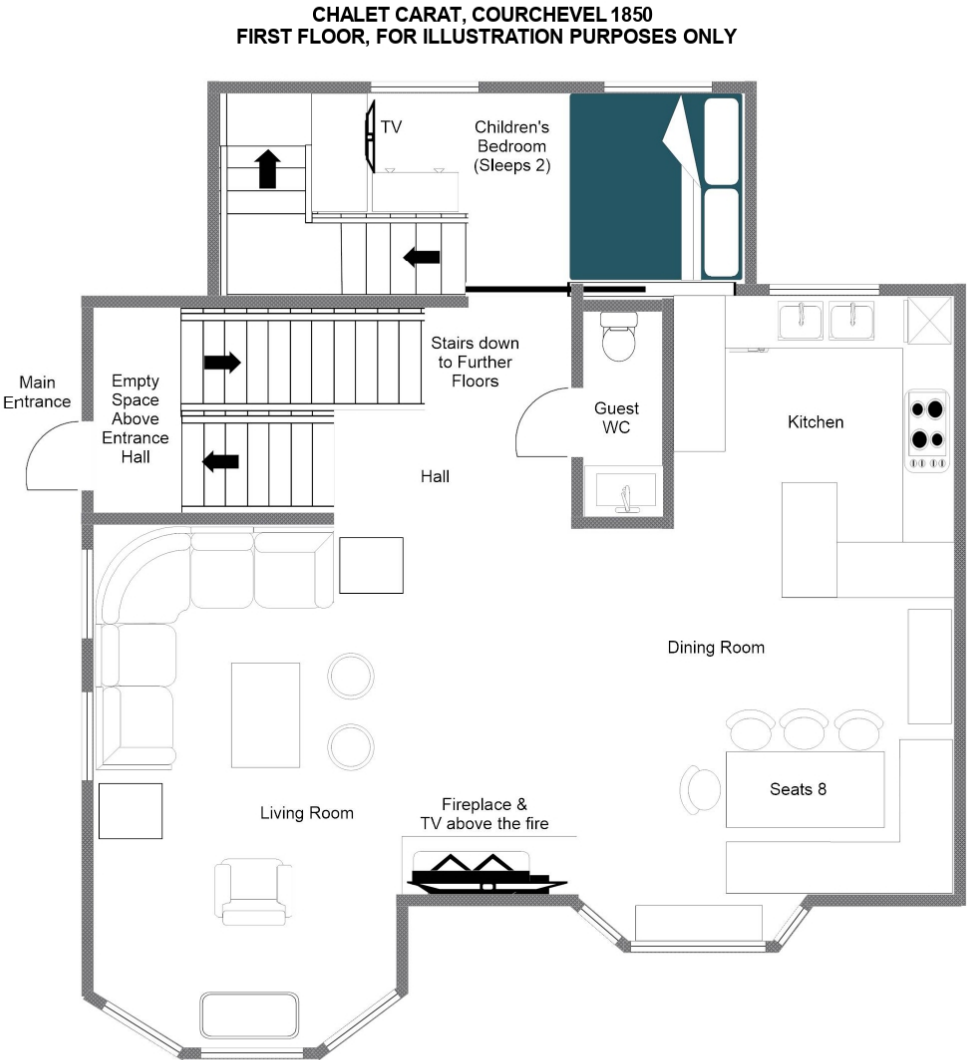 CHALET CARAT, COURCHEVEL 1850
FIRST FLOOR, FOR ILLUSTRATION PURPOSES ONLY
TV
Children's
Bedroom
(Sleeps 2)
Main
Entrance
Empty
Space
Above
Entrance
Hall
Stairs down
to Further
Floors
Guest
WC
Kitchen
Hall
Dining Room
Seats 8
Living Room
Fireplace &
TV above the fire